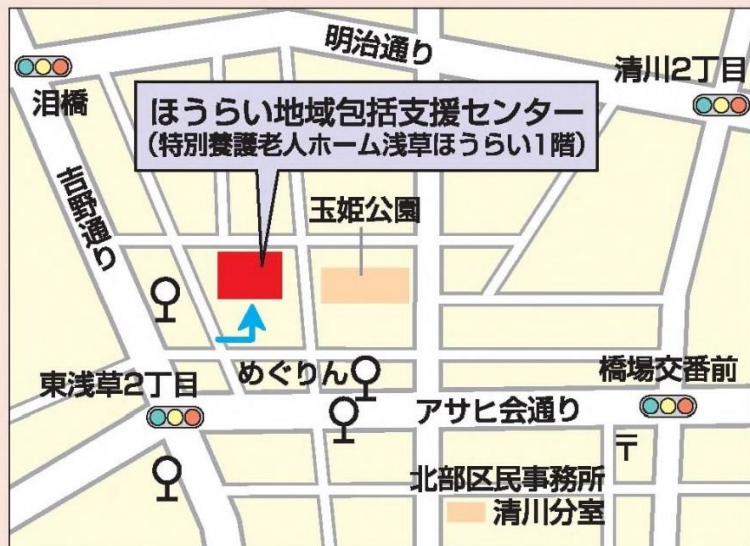 明治通り
清川2丁目
泪橋
ほうらい地域包括支援センター
(特別養護老人ホーム浅草ほうらい1階)
吉野通り
玉姫公園
めぐりん
東浅草2丁目
橋場交番前
アサヒ会通り
〒
北部区民事務所
清川分室